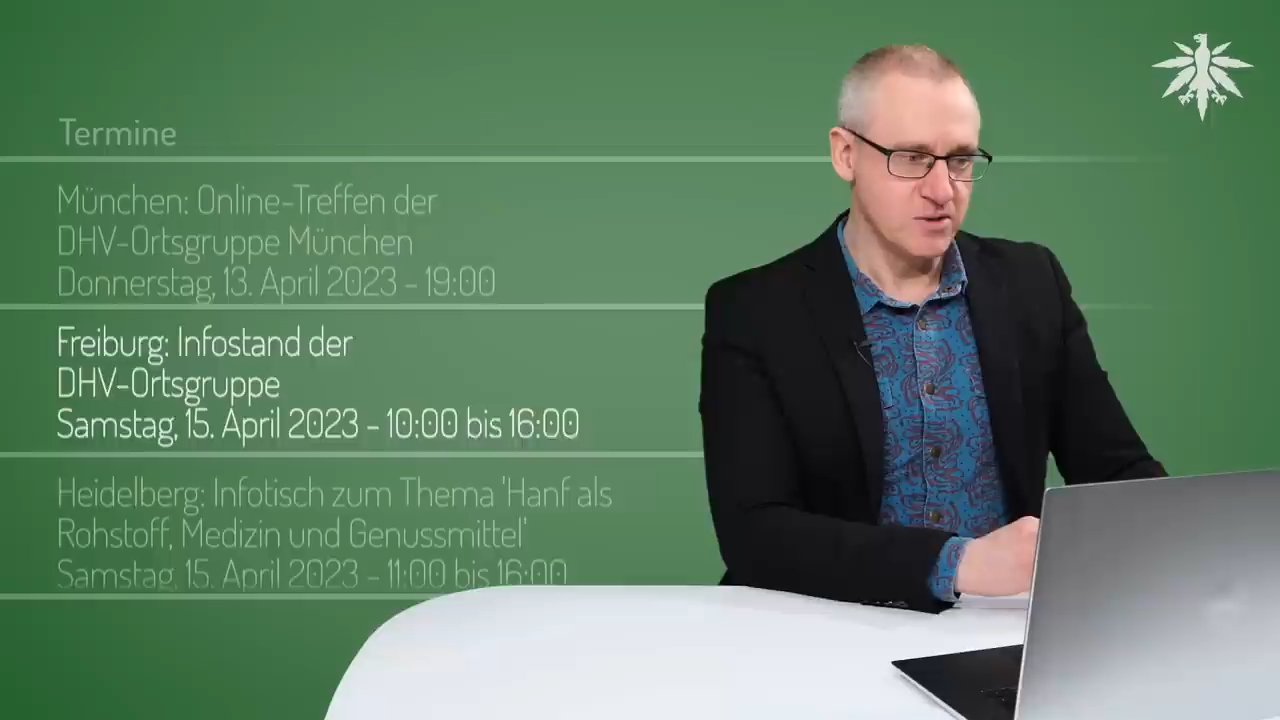 Termine
München: Online-Treffen der
DHV-Ortsgruppe München
Donnerstag, 13. April 2023 - 19:00
Freiburg: Infostand der
DHV-Ortsgruppe
Samstag, 15. April 2023 - 10:00 bis 16:00
Heidelberg: Infotisch zum Thema 'Hanf als
Rohstoff, Medizin und Genussmittel'
Samstag, 15. April 2023 - 11:00 bis 16:00